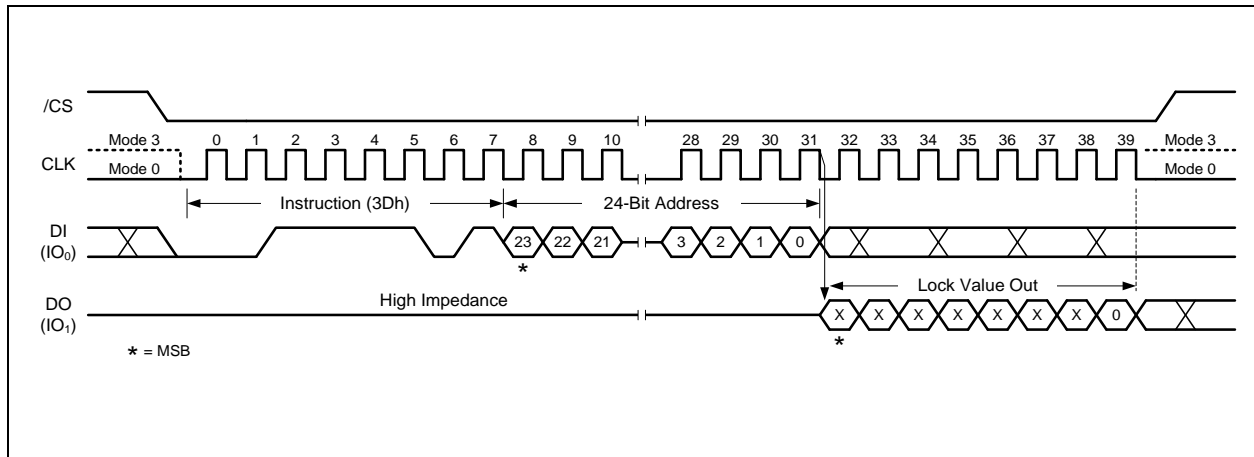 /CS
Mode 3 0 1 2 3 4 5 6 7 8 9 10 28 29 30 31 32 33 34 35 36 37 38 39 Mode 3
CLK Mode 0 Mode 0
Instruction (3Dh) 24-Bit Address
DI
(IO₀)
23 22 21 3 2 1 0
*
Lock Value Out
High Impedance
DO
(IO₁)
X X X X X X X 0
*
* = MSB